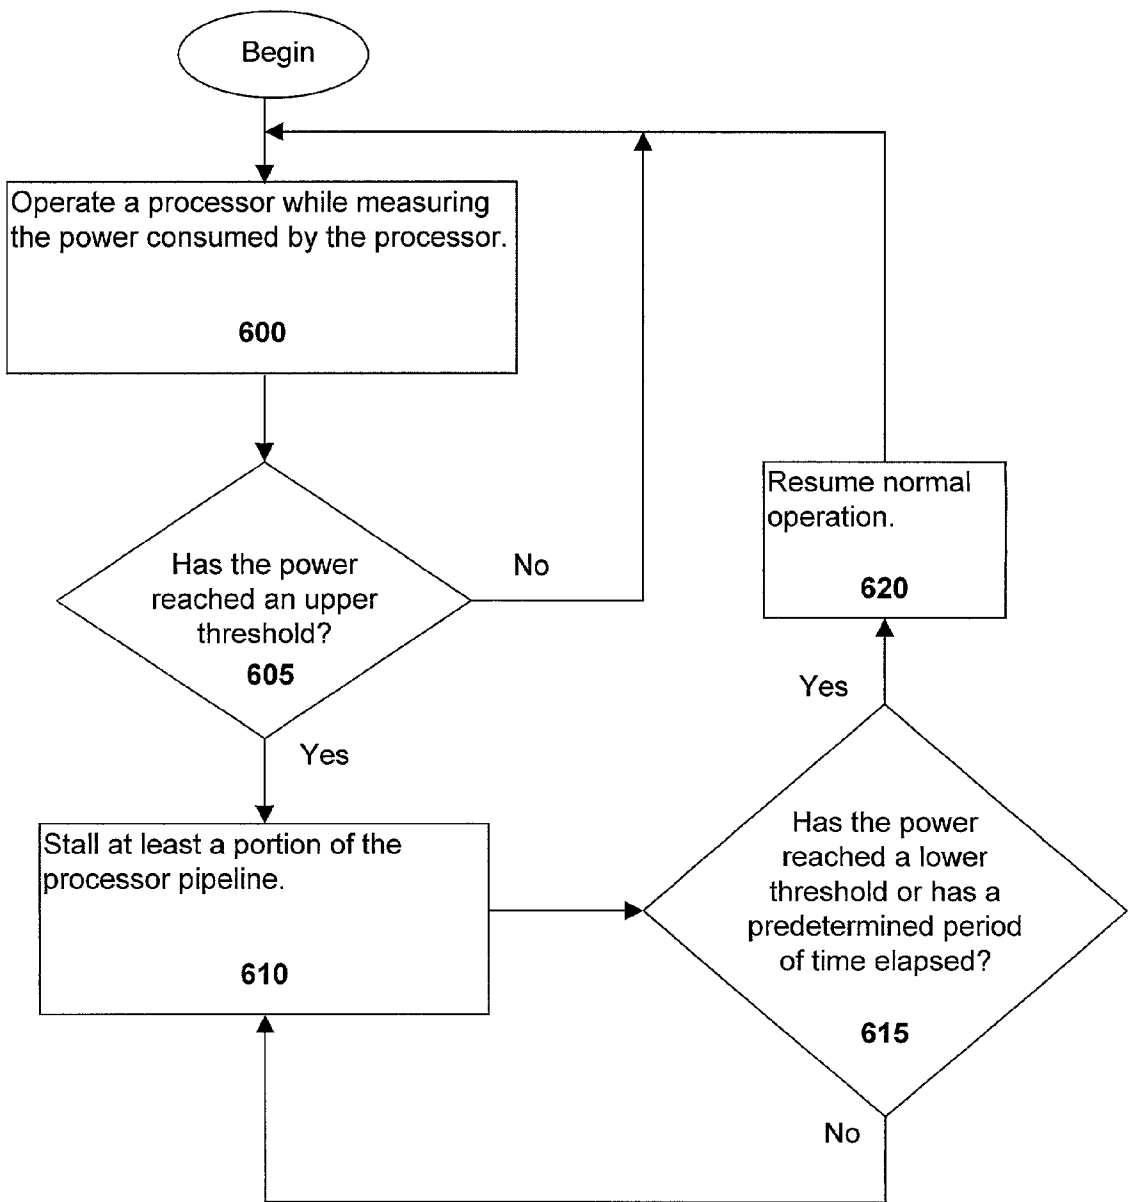 Begin
Operate a processor while measuring
the power consumed by the processor.
600
Has the power
reached an upper
threshold?
605
No
Yes
Stall at least a portion of the
processor pipeline.
610
Has the power
reached a lower
threshold or has a
predetermined period
of time elapsed?
615
No
Yes
Resume normal
operation.
620